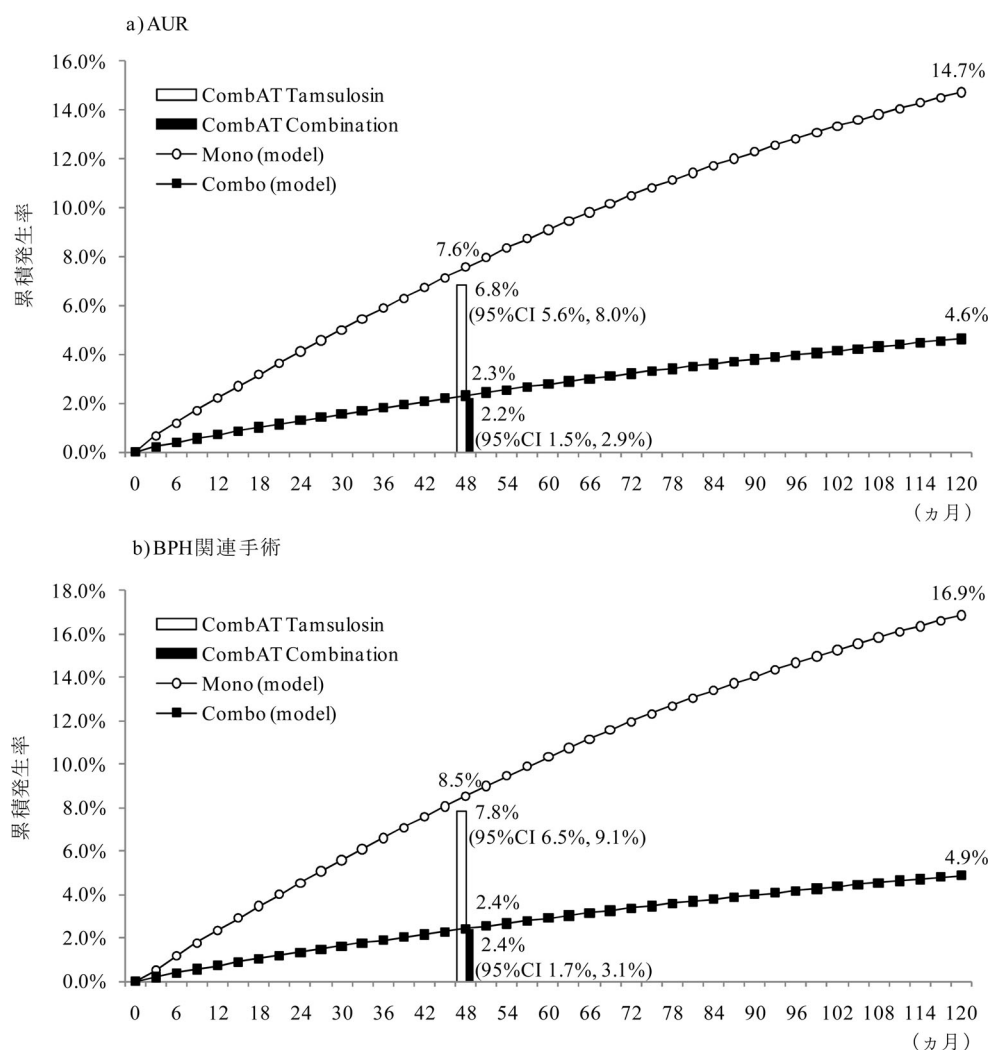 a) AUR
16.0%
14.0%
12.0%
10.0%
8.0%
6.0%
4.0%
2.0%
0.0%
累積発生率
CombAT Tamsulosin
CombAT Combination
Mono (model)
Combo (model)
14.7%
7.6%
6.8%
(95%CI 5.6%, 8.0%)
4.6%
2.3%
2.2%
(95%CI 1.5%, 2.9%)
0 6 12 18 24 30 36 42 48 54 60 66 72 78 84 90 96 102 108 114 120
(ヵ月)
b) BPH関連手術
18.0%
16.0%
14.0%
12.0%
10.0%
8.0%
6.0%
4.0%
2.0%
0.0%
累積発生率
CombAT Tamsulosin
CombAT Combination
Mono (model)
Combo (model)
16.9%
8.5%
7.8%
(95%CI 6.5%, 9.1%)
4.9%
2.4%
2.4%
(95%CI 1.7%, 3.1%)
0 6 12 18 24 30 36 42 48 54 60 66 72 78 84 90 96 102 108 114 120
(ヵ月)